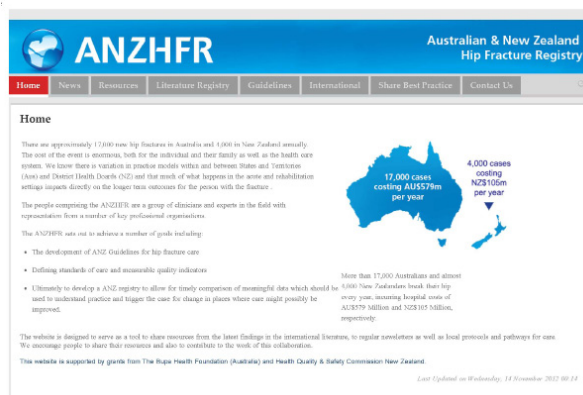 ANZHFR
Australian & New Zealand
Hip Fracture Registry
Home News Resources Literature Registry Guidelines International Share Best Practice Contact Us
Home
There are approximately 17,000 new hip fractures in Australia and 4,000 in New Zealand annually.
The cost of the event is enormous, both for the individual and their family as well as the health care
system. We know there is variation in practice models within and between States and Territories
(Aus) and District Health Boards (NZ) and that much of what happens in the acute and rehabilitation
settings impacts directly on the longer term outcomes for the person with the fracture .
The people comprising the ANZHFR are a group of clinicians and experts in the field with
representation from a number of key professional organisations
The ANZHFR sets out to achieve a number of goals including:
• The development of ANZ Guidelines for hip fracture care
• Defining standards of care and measurable quality indicators
• Ultimately to develop a ANZ registry to allow for timely comparison of meaningful data which should be
used to understand practice and trigger the case for change in places where care might possibly be
improved.
17,000 cases
costing AU$579m
per year
4,000 cases
costing
NZ$105m
per year
More than 17,000 Australians and almost
4,000 New Zealanders break their hip
every year, incurring hospital costs of
AU$579 Million and NZ$105 Million,
respectively.
The website is designed to serve as a tool to share resources from the latest findings in the international literature, to regular newsletters as well as local protocols and pathways for care.
We encourage people to share their resources and also to contribute to the work of this collaboration.
This website is supported by grants from The Rupa Health Foundation (Australia) and Health Quality & Safety Commission New Zealand.
Last Updated on Wednesday, 14 November 2012 00:14